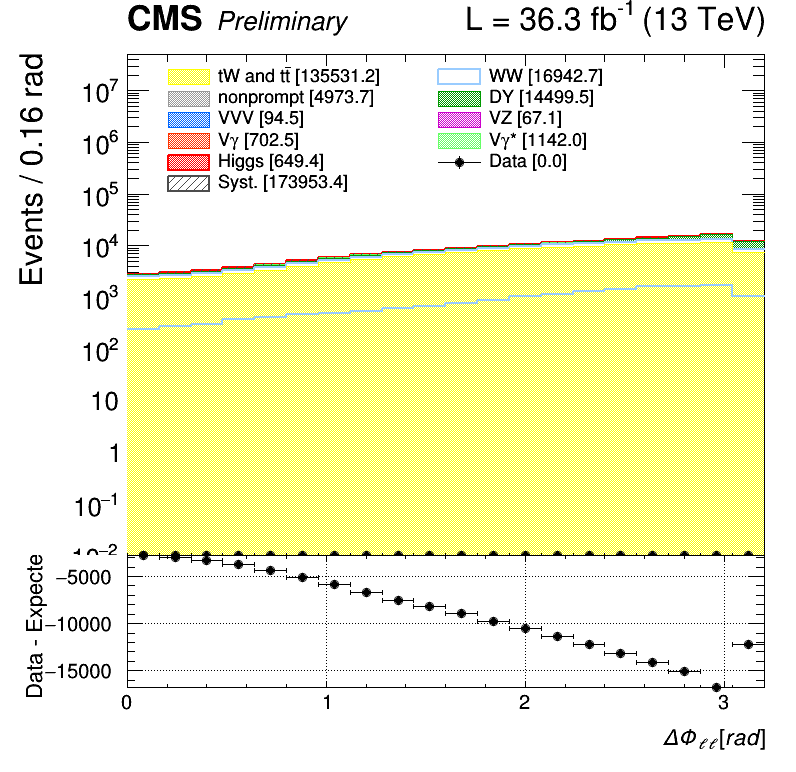 CMS Preliminary L = 36.3 fb⁻¹ (13 TeV)
Events / 0.16 rad
tW and tt̄ [135531.2]
nonprompt [4973.7]
VVV [94.5]
Vγ [702.5]
Higgs [649.4]
Syst. [173953.4]
WW [16942.7]
DY [14499.5]
VZ [67.1]
Vγ* [1142.0]
Data [0.0]
10⁷
10⁶
10⁵
10⁴
10³
10²
10
1
10⁻¹
10⁻²
Data - Expecte
−5000
−10000
−15000
0 1 2 3
ΔΦℓℓ[rad]